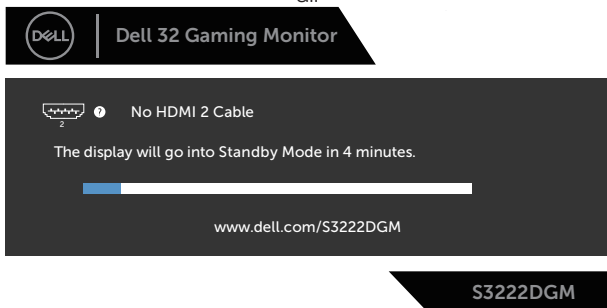 DELL
Dell 32 Gaming Monitor
2
?
No HDMI 2 Cable
The display will go into Standby Mode in 4 minutes.
www.dell.com/S3222DGM
S3222DGM